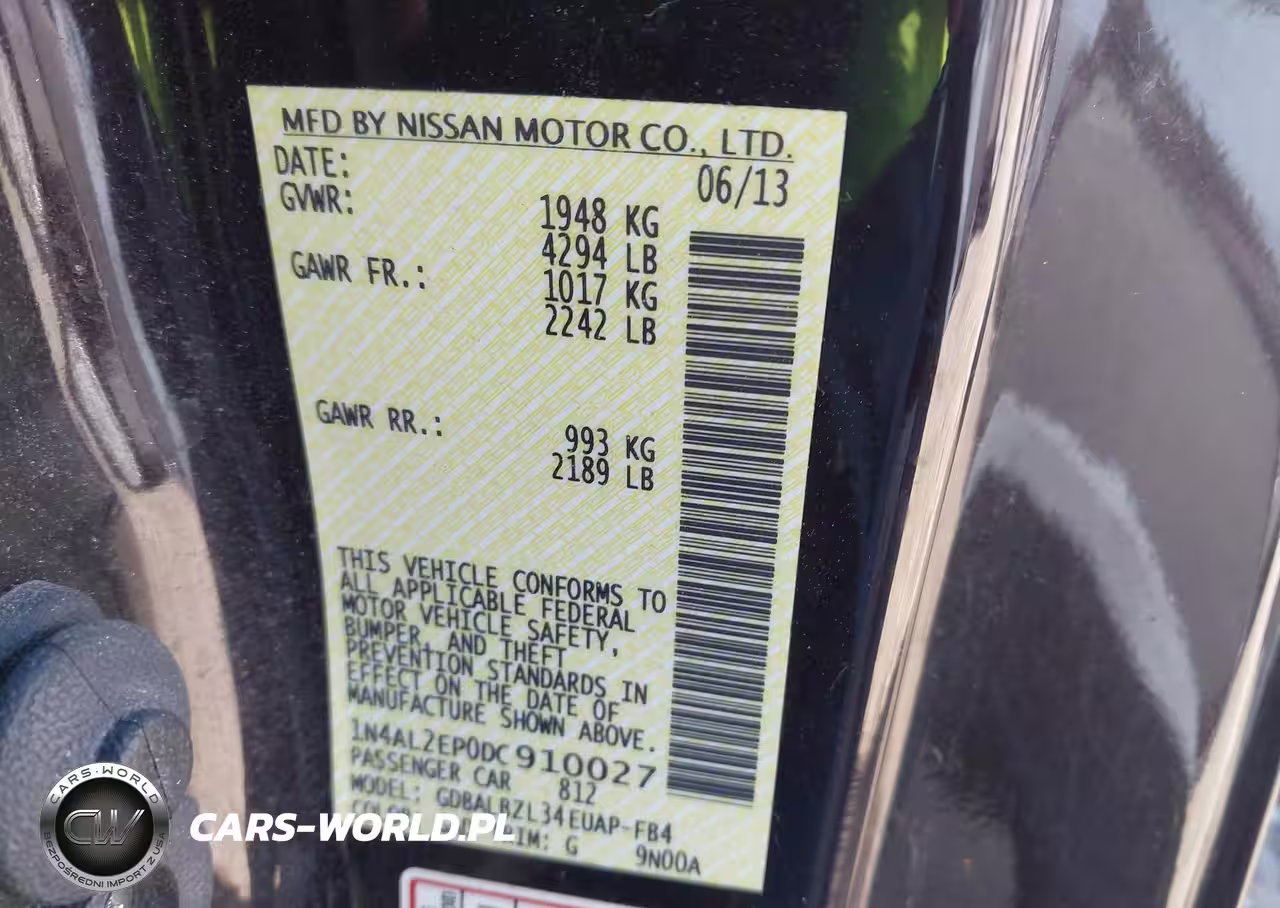 MFD BY NISSAN MOTOR CO., LTD.
DATE: 06/13
GVWR: 1948 KG
4294 LB
GAWR FR.: 1017 KG
2242 LB
GAWR RR.: 993 KG
2189 LB
THIS VEHICLE CONFORMS TO
ALL APPLICABLE FEDERAL
MOTOR VEHICLE SAFETY,
BUMPER, AND THEFT
PREVENTION STANDARDS IN
EFFECT ON THE DATE OF
MANUFACTURE SHOWN ABOVE.
1N4AL2EP0DC910027
PASSENGER CAR 812
MODEL: GDBALBZL34EUAP-FB4
G 9N00A
CARS-WORLD
CW
BEZPOŚREDNI IMPORT Z USA
CARS-WORLD.PL